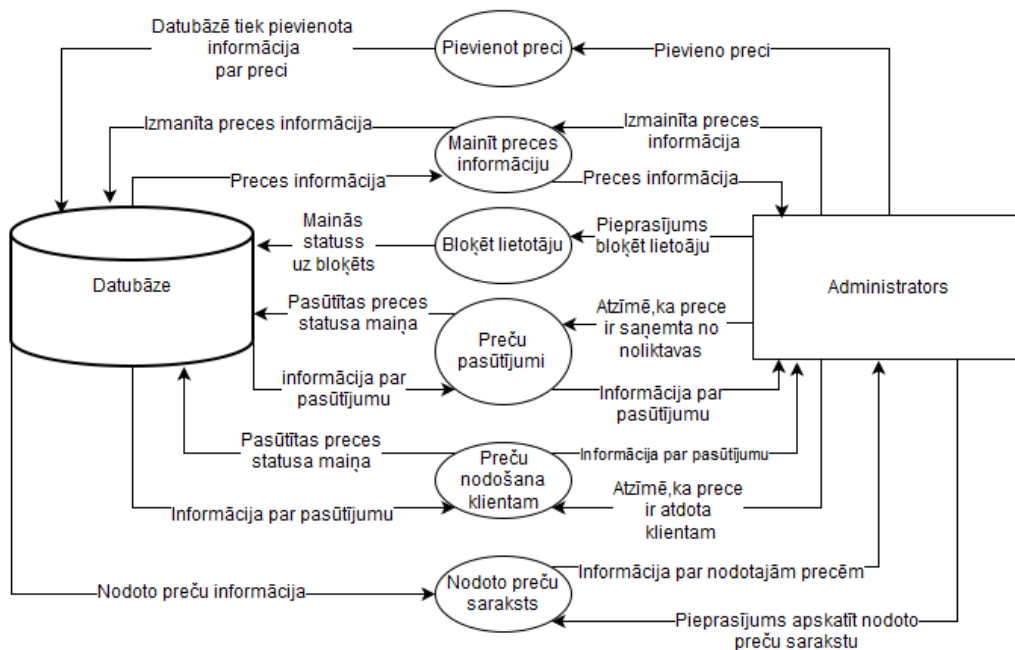 Datubāzē tiek pievienota
informācija
par preci
Pievienot preci
Pievieno preci
Izmanīta preces informācija
Mainīt preces
informāciju
Izmainīta preces
informācija
Preces informācija
Preces informācija
Mainās
statuss
uz bloķēts
Bloķēt lietotāju
Pieprasījums
bloķēt lietoāju
Datubāze
Administrators
Pasūtītas preces
statusa maiņa
Preču
pasūtījumi
Atzīmē,ka prece
ir saņemta no
noliktavas
informācija par
pasūtījumu
Informācija par
pasūtījumu
Pasūtītas preces
statusa maiņa
Preču
nodošana
klientam
Informācija par pasūtījumu
Informācija par pasūtījumu
Atzīmē,ka prece
ir atdota
klientam
Nodoto preču informācija
Nodoto preču
saraksts
Informācija par nodotajām precēm
Pieprasījums apskatīt nodoto
preču sarakstu